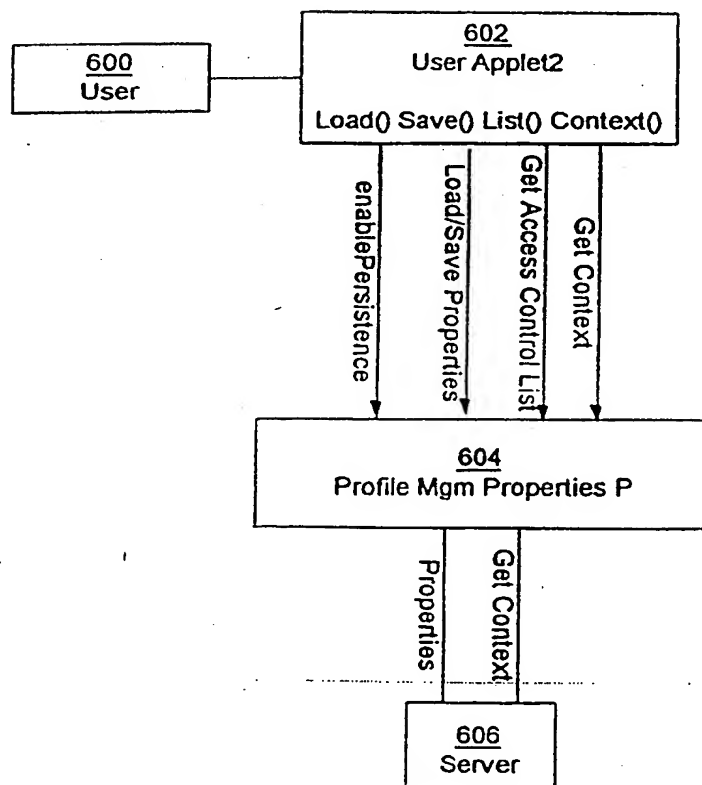 600
User
602
User Applet2
Load() Save() List() Context()
enablePersistence
Load/Save Properties
Get Access Control List
Get Context
604
Profile Mgm Properties P
Properties
Get Context
606
Server